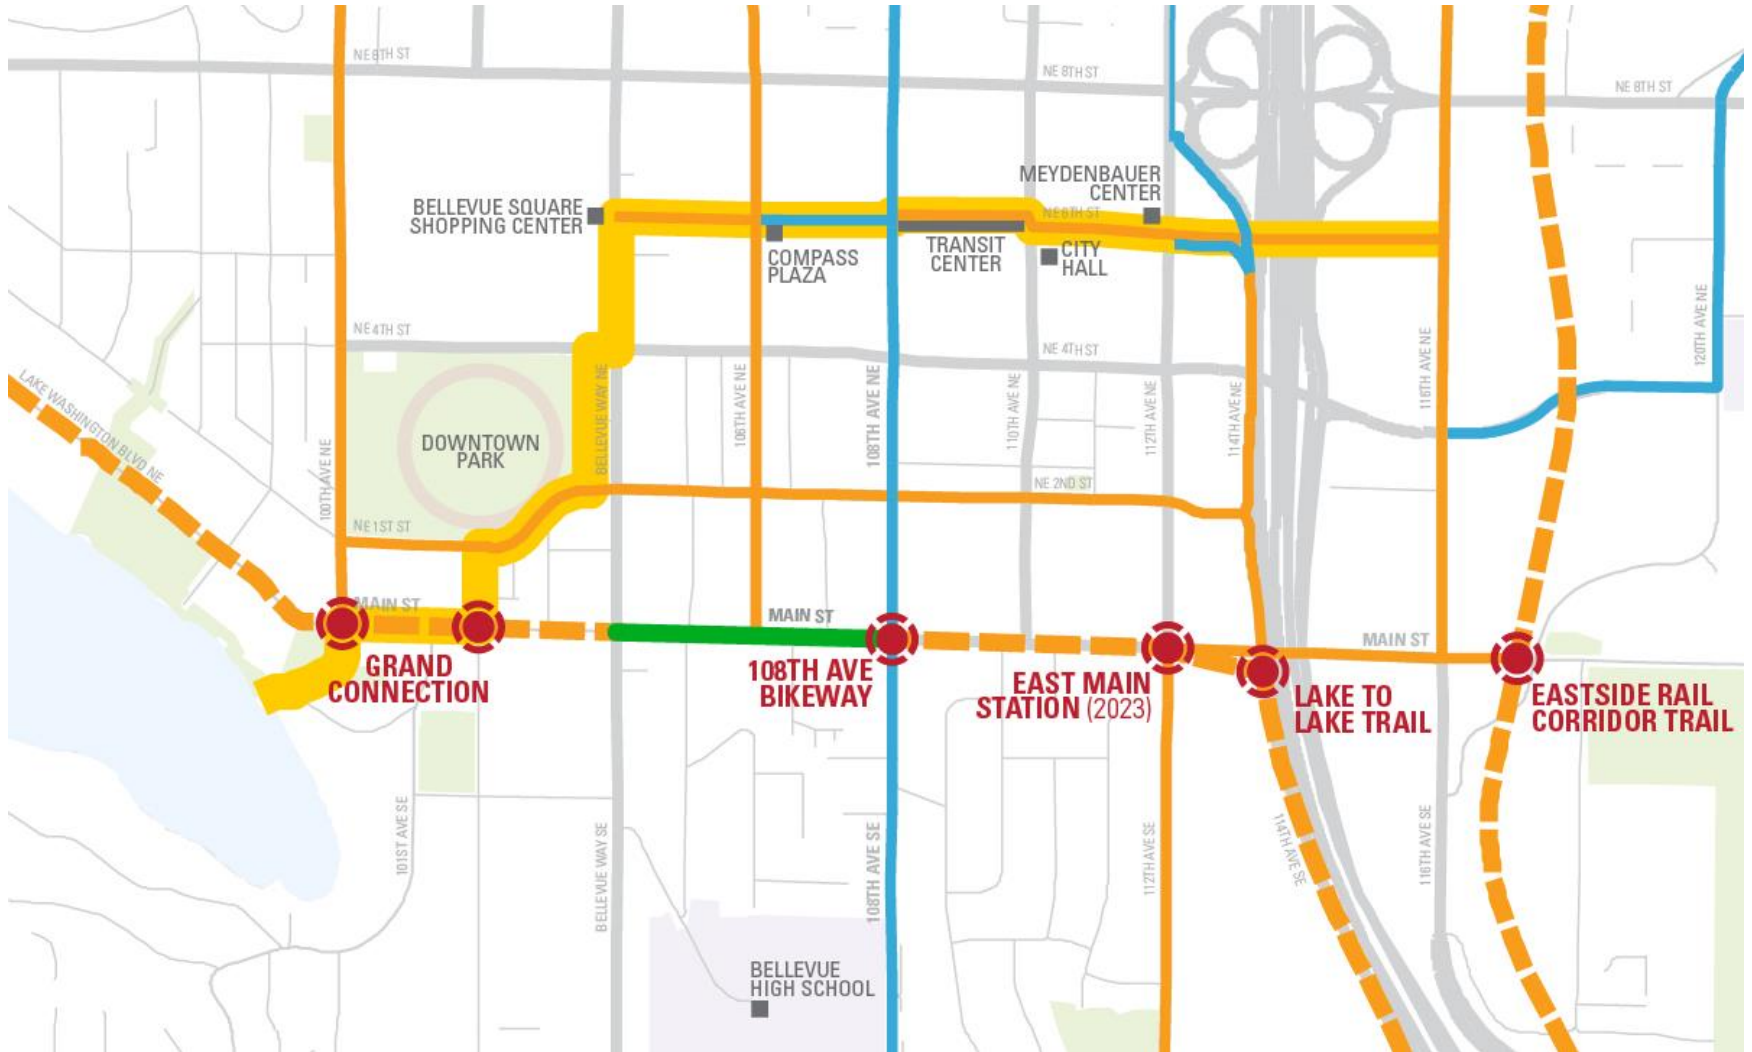 NE 8TH ST
NE 8TH ST
NE 8TH ST
MEYDENBAUER
CENTER
BELLEVUE SQUARE
SHOPPING CENTER
NE 6TH ST
COMPASS
PLAZA
TRANSIT
CENTER
CITY
HALL
NE 4TH ST
NE 4TH ST
120TH AVE NE
LAKE WASHINGTON BLVD NE
100TH AVE NE
DOWNTOWN
PARK
BELLEVUE WAY NE
106TH AVE NE
108TH AVE NE
110TH AVE NE
112TH AVE NE
114TH AVE NE
116TH AVE NE
NE 2ND ST
NE 1ST ST
MAIN ST
MAIN ST
MAIN ST
GRAND
CONNECTION
108TH AVE
BIKEWAY
EAST MAIN
STATION (2023)
LAKE TO
LAKE TRAIL
EASTSIDE RAIL
CORRIDOR TRAIL
101ST AVE SE
BELLEVUE WAY SE
108TH AVE SE
112TH AVE SE
114TH AVE SE
116TH AVE SE
BELLEVUE
HIGH SCHOOL